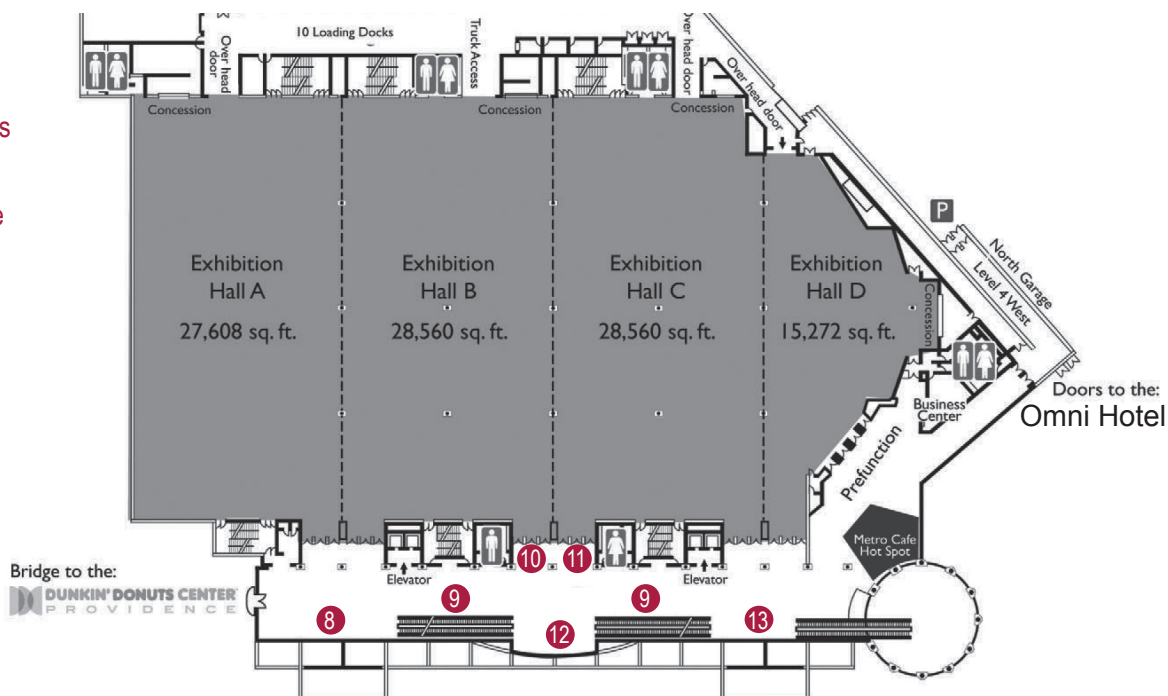 10 Loading Docks
Over head
door
Truck Access
Over head door
Over head door
Concession
Concession
Concession
s
e
P
North Garage
Level 4 West
Exhibition
Hall A
27,608 sq. ft.
Exhibition
Hall B
28,560 sq. ft.
Exhibition
Hall C
28,560 sq. ft.
Exhibition
Hall D
15,272 sq. ft.
Concession
Doors to the:
Omni Hotel
Business
Center
Prefunction
Metro Cafe
Hot Spot
10
11
Elevator
Elevator
Bridge to the:
DUNKIN' DONUTS CENTER
PROVIDENCE
8
9
9
12
13